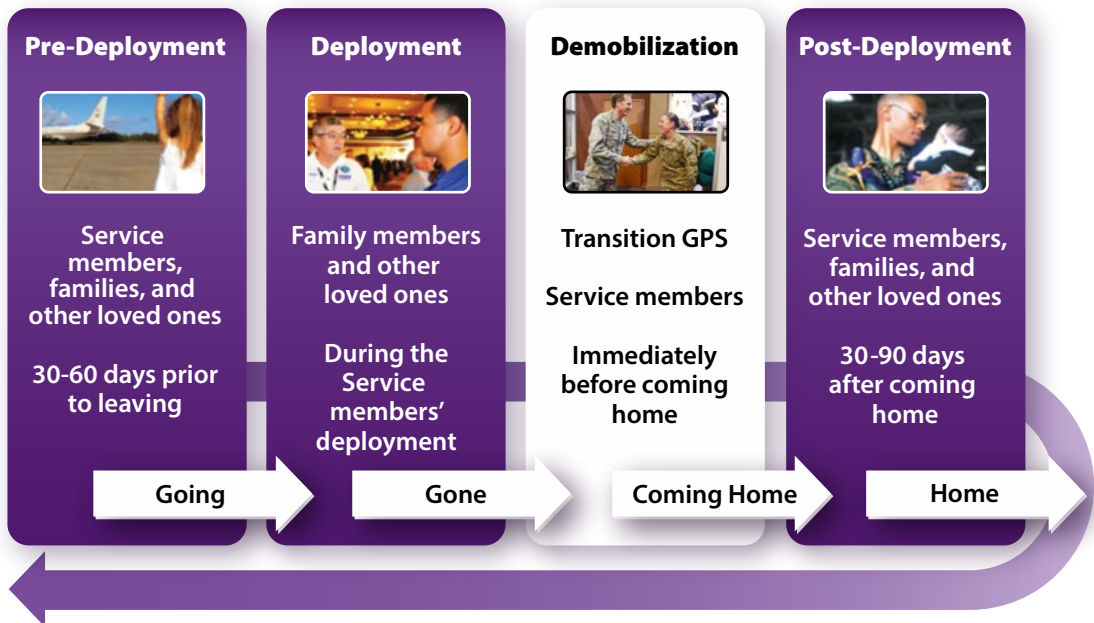 Pre-Deployment
Service
members,
families, and
other loved ones
30-60 days prior
to leaving
Going
Deployment
Family members
and other
loved ones
During the
Service
members’
deployment
Gone
Demobilization
Transition GPS
Service members
Immediately
before coming
home
Coming Home
Post-Deployment
Service members,
families, and
other loved ones
30-90 days
after coming
home
Home